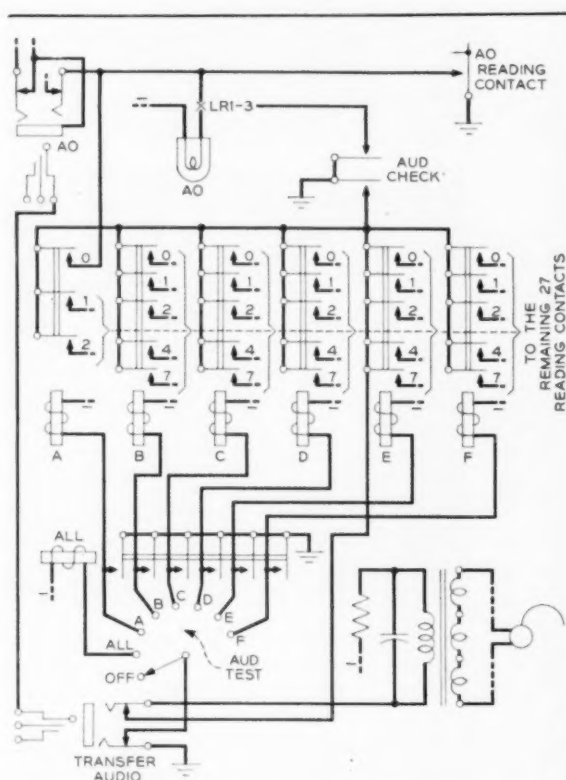 AO
READING
CONTACT
LR1-3
AO
AO
AUD
CHECK
0
0
0
0
0
0
1
1
1
1
1
1
2
2
2
2
2
2
4
4
4
4
4
7
7
7
7
7
TO THE
REMAINING 27
READING CONTACTS
A
B
C
D
E
F
ALL
A
B
C
D
E
F
ALL
OFF
AUD
TEST
TRANSFER
AUDIO